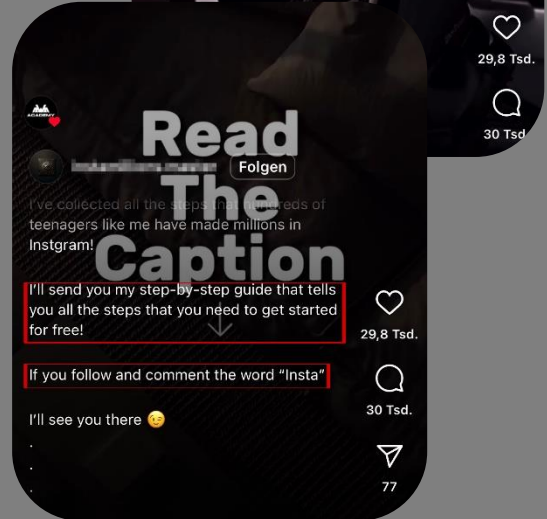 29,8 Tsd.
30 Tsd.
Read
The
Caption
ACADEMY
Folgen
I've collected all the steps that hundreds of
teenagers like me have made millions in
Instgram!
I'll send you my step-by-step guide that tells
you all the steps that you need to get started
for free!
If you follow and comment the word “Insta”
I'll see you there 😉
.
.
.
29,8 Tsd.
30 Tsd.
77